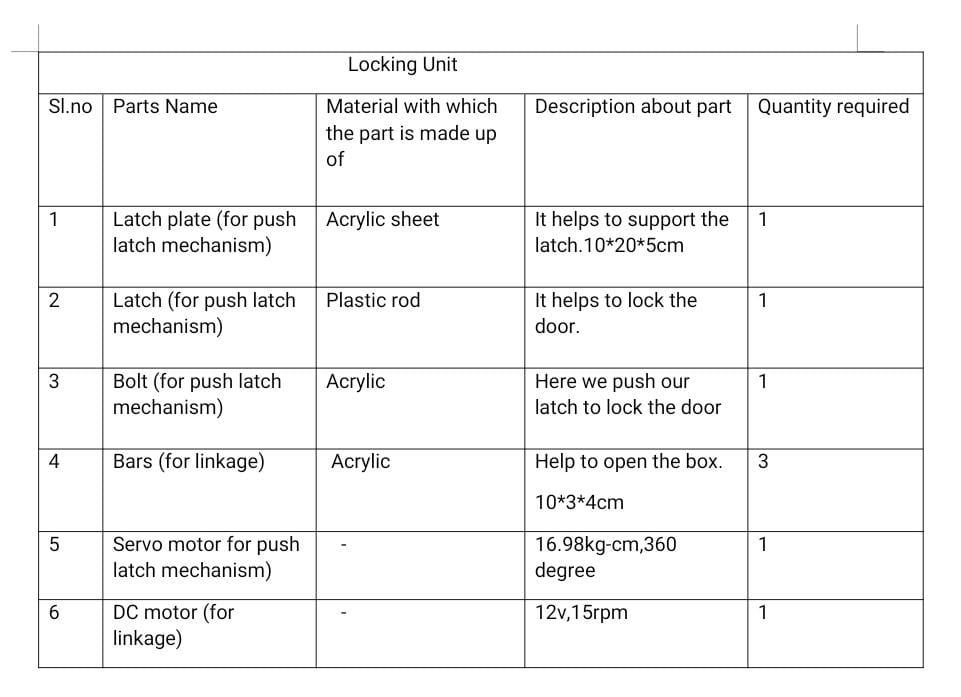 Locking Unit
Sl.no Parts Name Material with which the part is made up of Description about part Quantity required
1 Latch plate (for push latch mechanism) Acrylic sheet It helps to support the latch.10*20*5cm 1
2 Latch (for push latch mechanism) Plastic rod It helps to lock the door. 1
3 Bolt (for push latch mechanism) Acrylic Here we push our latch to lock the door 1
4 Bars (for linkage) Acrylic Help to open the box. 10*3*4cm 3
5 Servo motor for push latch mechanism) - 16.98kg-cm,360 degree 1
6 DC motor (for linkage) - 12v,15rpm 1